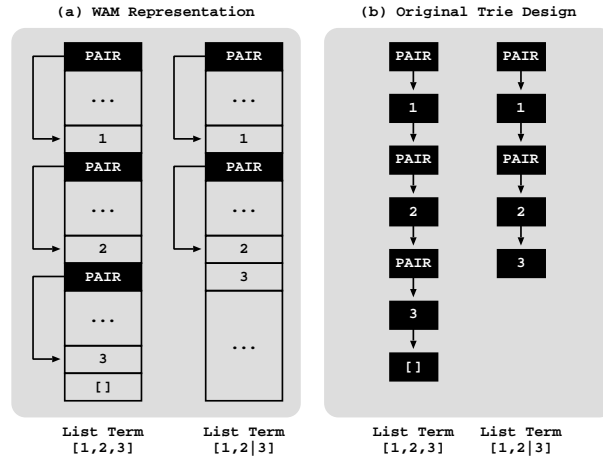 (a) WAM Representation
PAIR
...
1
PAIR
...
2
PAIR
...
3
[]
List Term
[1,2,3]
PAIR
...
1
PAIR
...
2
3
...
List Term
[1,2|3]
(b) Original Trie Design
PAIR
1
PAIR
2
PAIR
3
[]
List Term
[1,2,3]
PAIR
1
PAIR
2
3
List Term
[1,2|3]